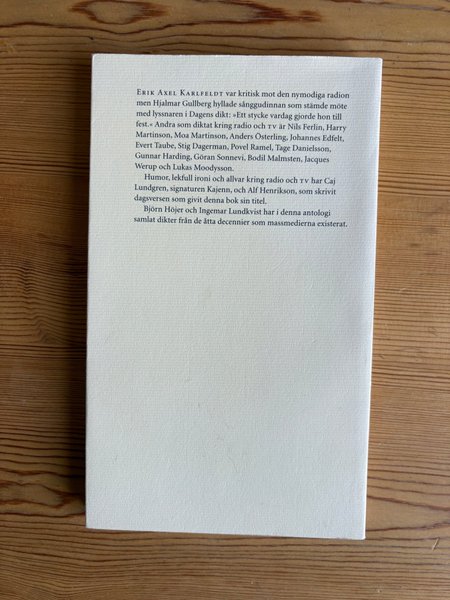 ERIK AXEL KARLFELDT var kritisk mot den nymodiga radion
men Hjalmar Gullberg hyllade sånggudinnan som stämde möte
med lyssnaren i Dagens dikt: »Ett stycke vardag gjorde hon till
fest.« Andra som diktat kring radio och TV är Nils Ferlin, Harry
Martinson, Moa Martinson, Anders Österling, Johannes Edfelt,
Evert Taube, Stig Dagerman, Povel Ramel, Tage Danielsson,
Gunnar Harding, Göran Sonnevi, Bodil Malmsten, Jacques
Werup och Lukas Moodysson.
Humor, lekfull ironi och allvar kring radio och TV har Caj
Lundgren, signaturen Kajenn, och Alf Henrikson, som skrivit
dagsversen som givit denna bok sin titel.
Björn Höjer och Ingemar Lundkvist har i denna antologi
samlat dikter från de åtta decennier som massmedierna existerat.